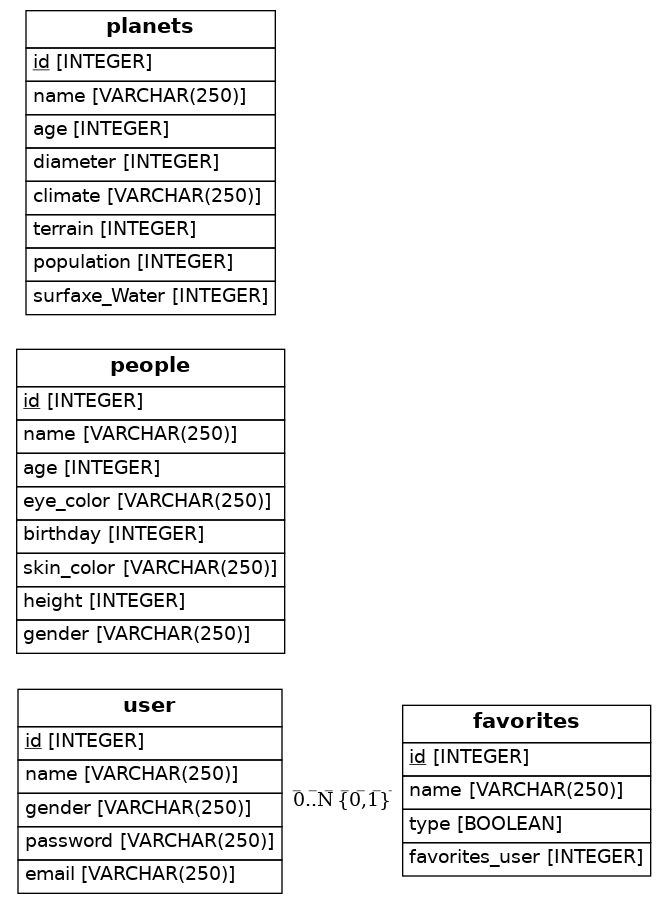 planets
id [INTEGER]
name [VARCHAR(250)]
age [INTEGER]
diameter [INTEGER]
climate [VARCHAR(250)]
terrain [INTEGER]
population [INTEGER]
surfaxe_Water [INTEGER]
people
id [INTEGER]
name [VARCHAR(250)]
age [INTEGER]
eye_color [VARCHAR(250)]
birthday [INTEGER]
skin_color [VARCHAR(250)]
height [INTEGER]
gender [VARCHAR(250)]
user
id [INTEGER]
name [VARCHAR(250)]
gender [VARCHAR(250)]
password [VARCHAR(250)]
email [VARCHAR(250)]
0..N {0,1}
favorites
id [INTEGER]
name [VARCHAR(250)]
type [BOOLEAN]
favorites_user [INTEGER]